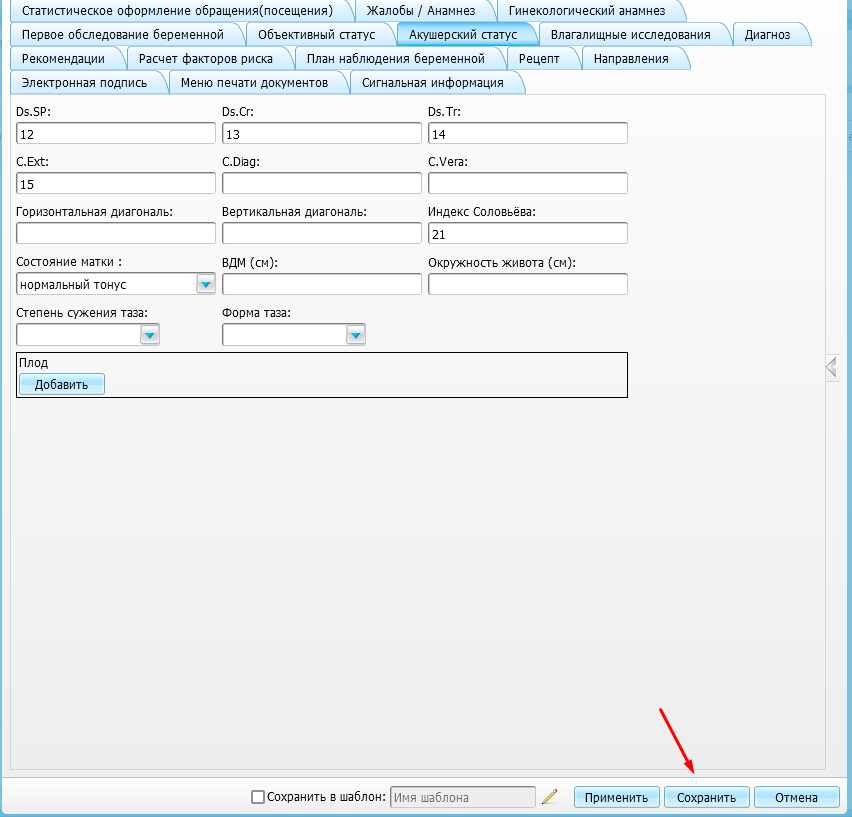 Статистическое оформление обращения(посещения) Жалобы / Анамнез Гинекологический анамнез
Первое обследование беременной Объективный статус Акушерский статус Влагалищные исследования Диагноз
Рекомендации Расчет факторов риска План наблюдения беременной Рецепт Направления
Электронная подпись Меню печати документов Сигнальная информация
Ds.SP: Ds.Cr: Ds.Tr:
12 13 14
C.Ext: C.Diag: C.Vera:
15
Горизонтальная диагональ: Вертикальная диагональ: Индекс Соловьёва:
21
Состояние матки : ВДМ (см): Окружность живота (см):
нормальный тонус
Степень сужения таза: Форма таза:
Плод
Добавить
Сохранить в шаблон: Имя шаблона Применить Сохранить Отмена